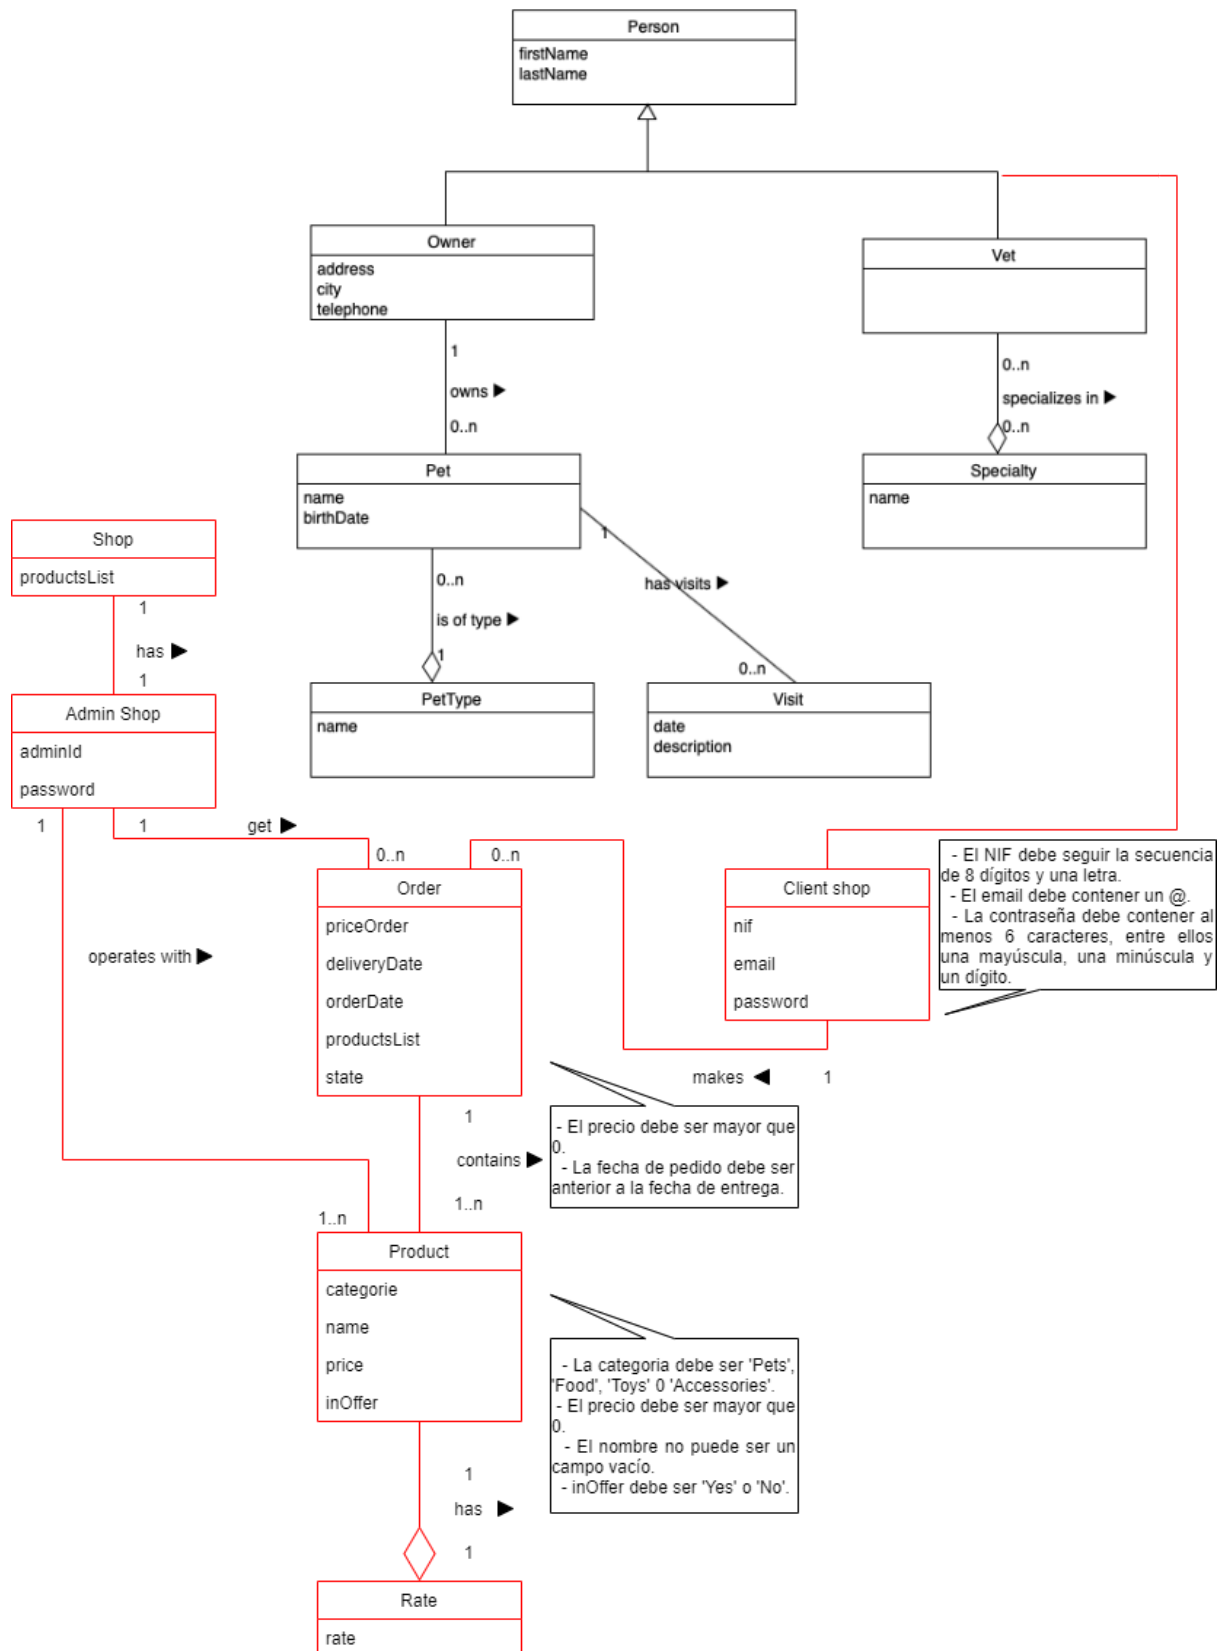 Person
firstName
lastName
Owner
address
city
telephone
Vet
1
owns ▶
0..n
0..n
specializes in ▶
0..n
Pet
name
birthDate
Specialty
name
Shop
productsList
1
has ▶
1
0..n
is of type ▶
1
1
has visits ▶
0..n
PetType
name
Visit
date
description
Admin Shop
adminId
password
1
1
get ▶
0..n
0..n
Order
priceOrder
deliveryDate
orderDate
productsList
state
operates with ▶
Client shop
nif
email
password
- El NIF debe seguir la secuencia
de 8 dígitos y una letra.
- El email debe contener un @.
- La contraseña debe contener al
menos 6 caracteres, entre ellos
una mayúscula, una minúscula y
un dígito.
makes ◀
1
1
contains ▶
1..n
1..n
- El precio debe ser mayor que
0.
- La fecha de pedido debe ser
anterior a la fecha de entrega.
Product
categorie
name
price
inOffer
- La categoria debe ser 'Pets',
'Food', 'Toys' 0 'Accessories'.
- El precio debe ser mayor que
0.
- El nombre no puede ser un
campo vacío.
- inOffer debe ser 'Yes' o 'No'.
1
has ▶
1
Rate
rate